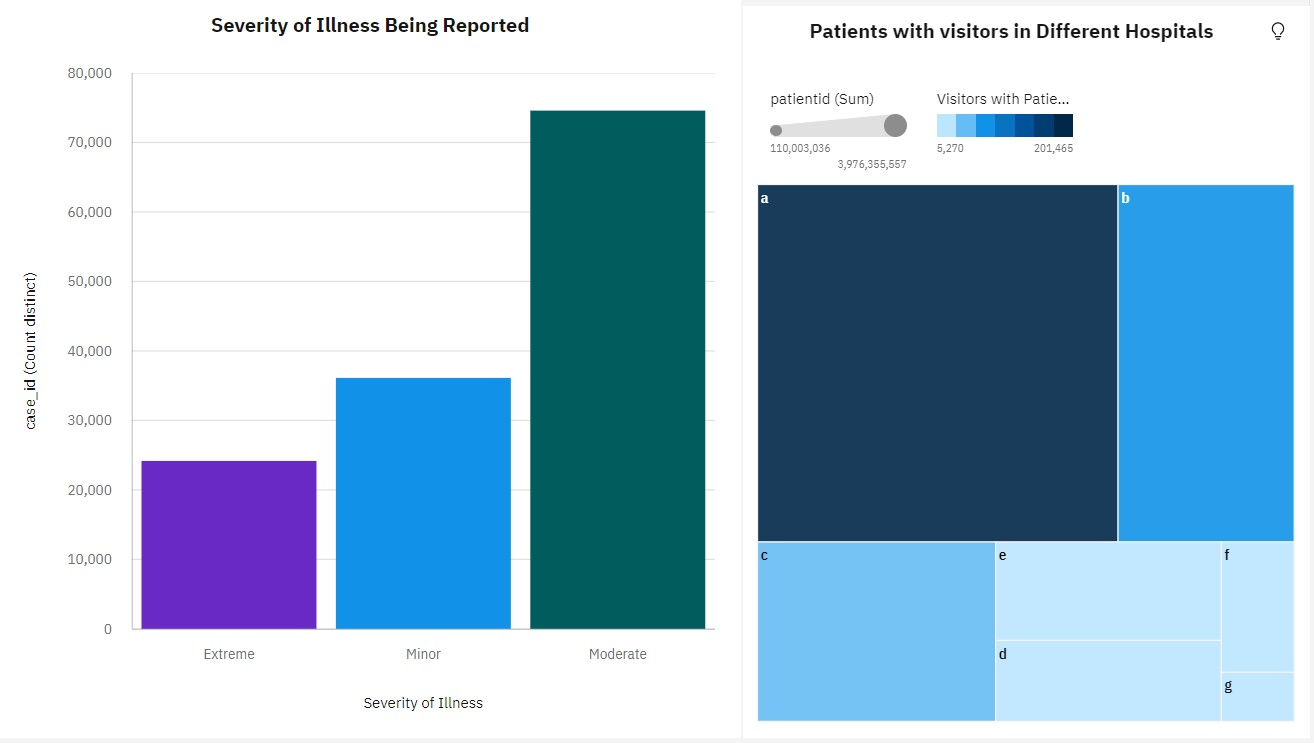 Severity of Illness Being Reported
80,000
70,000
60,000
50,000
40,000
30,000
20,000
10,000
0
case_id (Count distinct)
Extreme Minor Moderate
Severity of Illness
Patients with visitors in Different Hospitals
patientid (Sum) Visitors with Patie...
110,003,036 5,270 201,465
3,976,355,557
a b
c e f
d
g